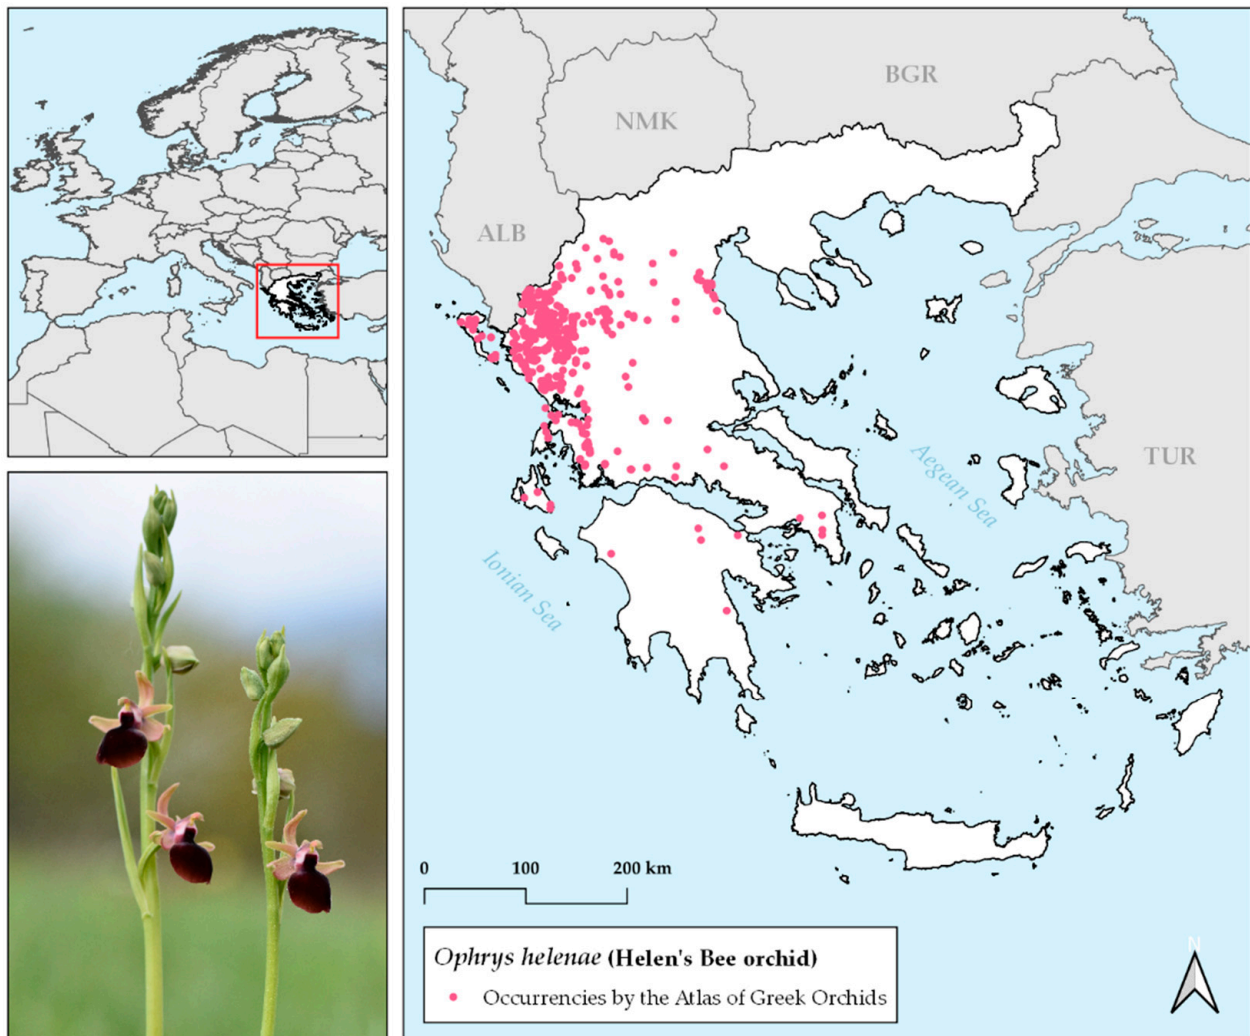 BGR
NMK
ALB
TUR
Aegean Sea
Ionian Sea
0 100 200 km
Ophrys helenae (Helen's Bee orchid)
Occurrencies by the Atlas of Greek Orchids
N